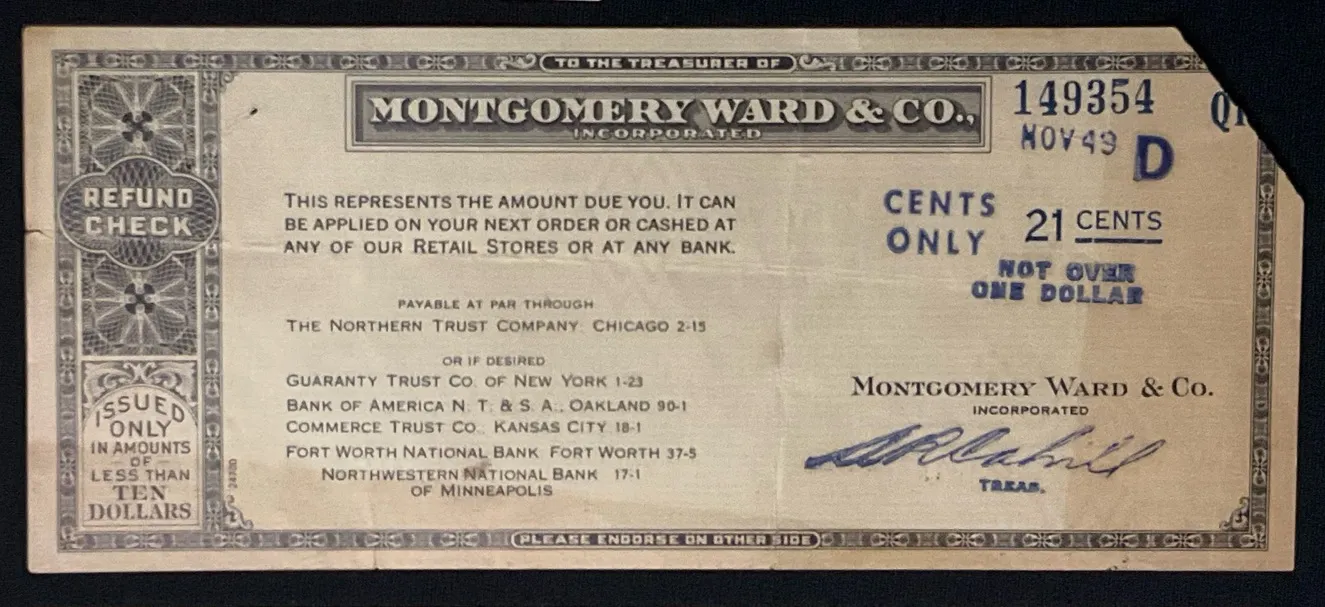 TO THE TREASURER OF
MONTGOMERY WARD & CO.,
INCORPORATED
149354
NOV 49 D
REFUND
CHECK
THIS REPRESENTS THE AMOUNT DUE YOU. IT CAN
BE APPLIED ON YOUR NEXT ORDER OR CASHED AT
ANY OF OUR RETAIL STORES OR AT ANY BANK.
CENTS
ONLY
21 CENTS
NOT OVER
ONE DOLLAR
PAYABLE AT PAR THROUGH
THE NORTHERN TRUST COMPANY CHICAGO 2-15
OR IF DESIRED
GUARANTY TRUST CO. OF NEW YORK 1-23
BANK OF AMERICA N. T. & S. A., OAKLAND 90-1
COMMERCE TRUST CO., KANSAS CITY 18-1
FORT WORTH NATIONAL BANK FORT WORTH 37-5
NORTHWESTERN NATIONAL BANK 17-1
OF MINNEAPOLIS
ISSUED
ONLY
IN AMOUNTS
OF
LESS THAN
TEN
DOLLARS
MONTGOMERY WARD & CO.
INCORPORATED
TREAS.
PLEASE ENDORSE ON OTHER SIDE